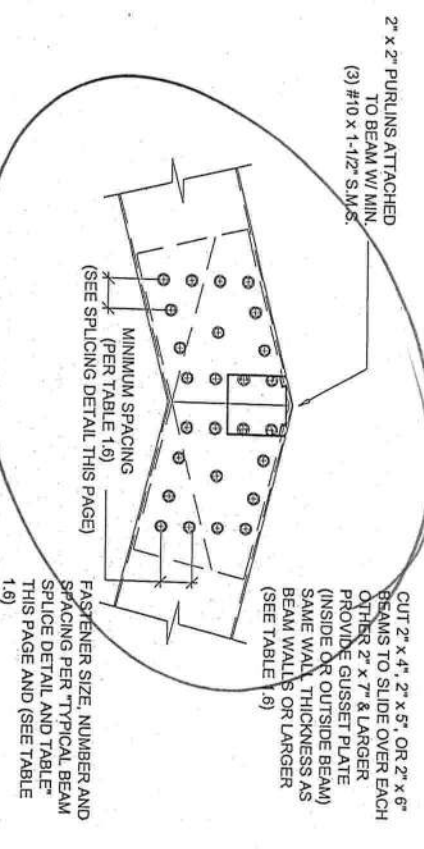 2" x 2" PURLINS ATTACHED
TO BEAM W/ MIN.
(3) #10 x 1-1/2" S.M.S.
CUT 2" x 4", 2" x 5", OR 2" x 6"
BEAMS TO SLIDE OVER EACH
OTHER 2" x 7" & LARGER
PROVIDE GUSSET PLATE
(INSIDE OR OUTSIDE BEAM)
SAME WALL THICKNESS AS
BEAM WALLS OR LARGER
(SEE TABLE 1.6)
MINIMUM SPACING
(PER TABLE 1.6)
(SEE SPLICING DETAIL THIS PAGE)
FASTENER SIZE, NUMBER AND
SPACING PER "TYPICAL BEAM
SPLICE DETAIL AND TABLE"
THIS PAGE AND (SEE TABLE
1.6)